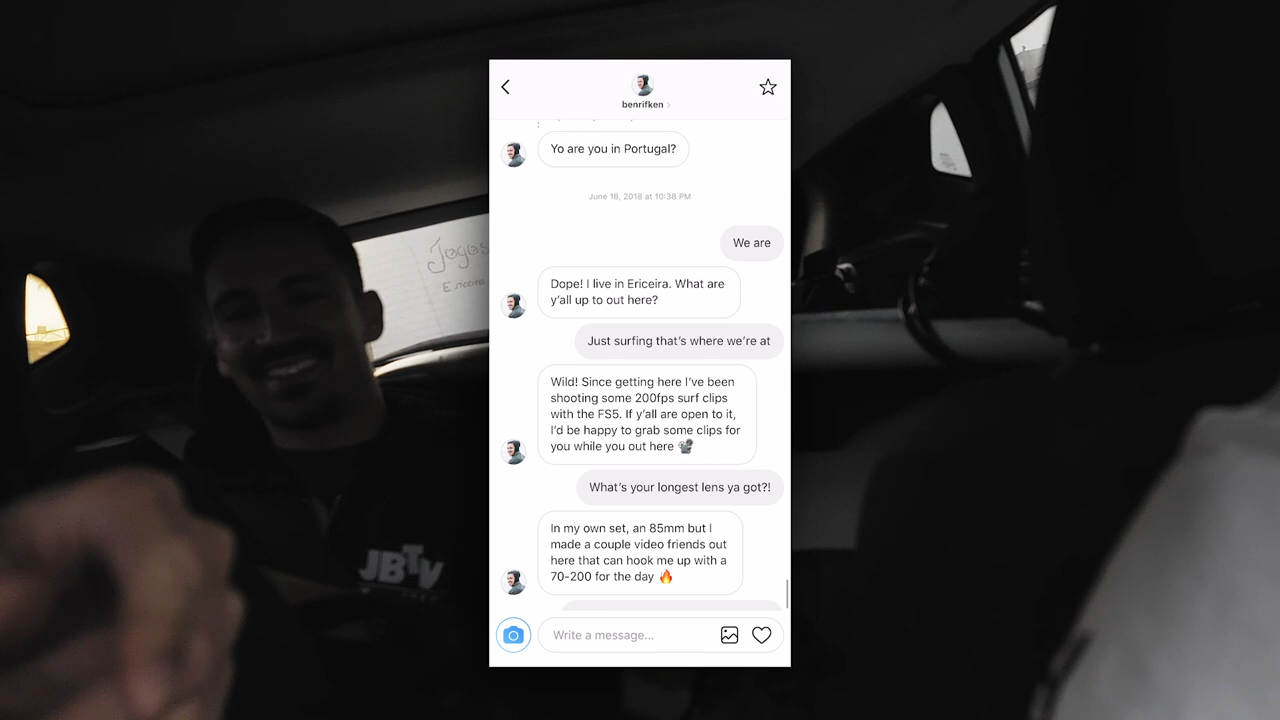 benrifken
Yo are you in Portugal?
June 18, 2018 at 10:38 PM
We are
Dope! I live in Ericeira. What are
y'all up to out here?
Just surfing that's where we're at
Wild! Since getting here I've been
shooting some 200fps surf clips
with the FS5. If y'all are open to it,
I'd be happy to grab some clips for
you while you out here 📽
What's your longest lens ya got?!
In my own set, an 85mm but I
made a couple video friends out
here that can hook me up with a
70-200 for the day 🔥
Write a message...
Jogos
Ericeira
JBTV